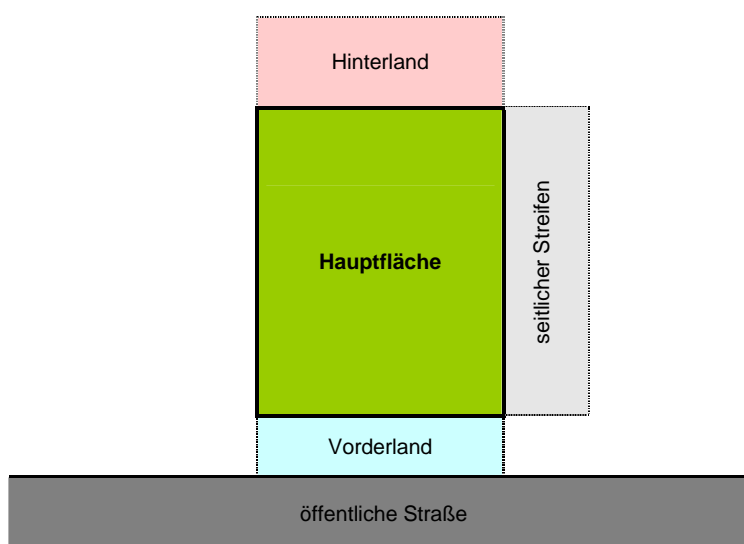 Hinterland
Hauptfläche
seitlicher Streifen
Vorderland
öffentliche Straße